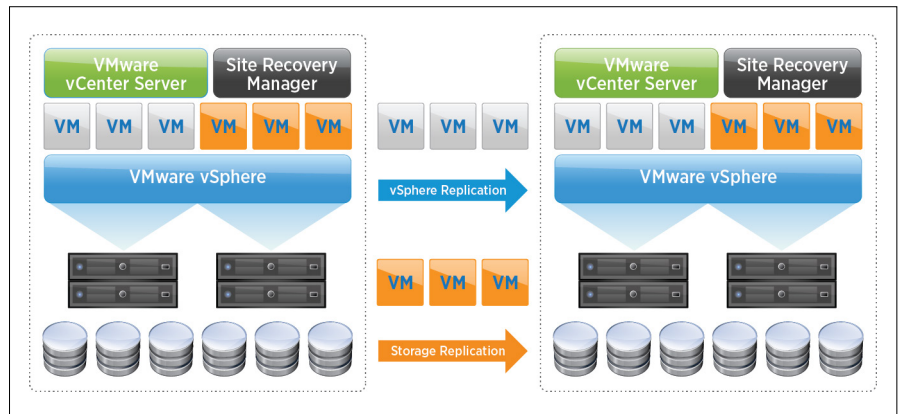 VMware
vCenter Server
Site Recovery
Manager
VM VM VM VM VM VM
VMware vSphere
VM VM VM
vSphere Replication
VM VM VM
Storage Replication
VMware
vCenter Server
Site Recovery
Manager
VM VM VM VM VM VM
VMware vSphere